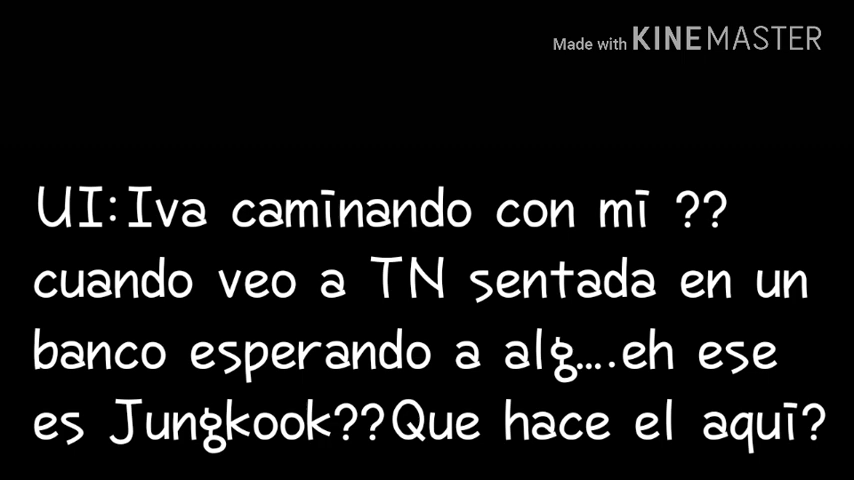 Made with KINEMASTER
UI:Iva caminando con mi ??
cuando veo a TN sentada en un
banco esperando a alg....eh ese
es Jungkook??Que hace el aqui?